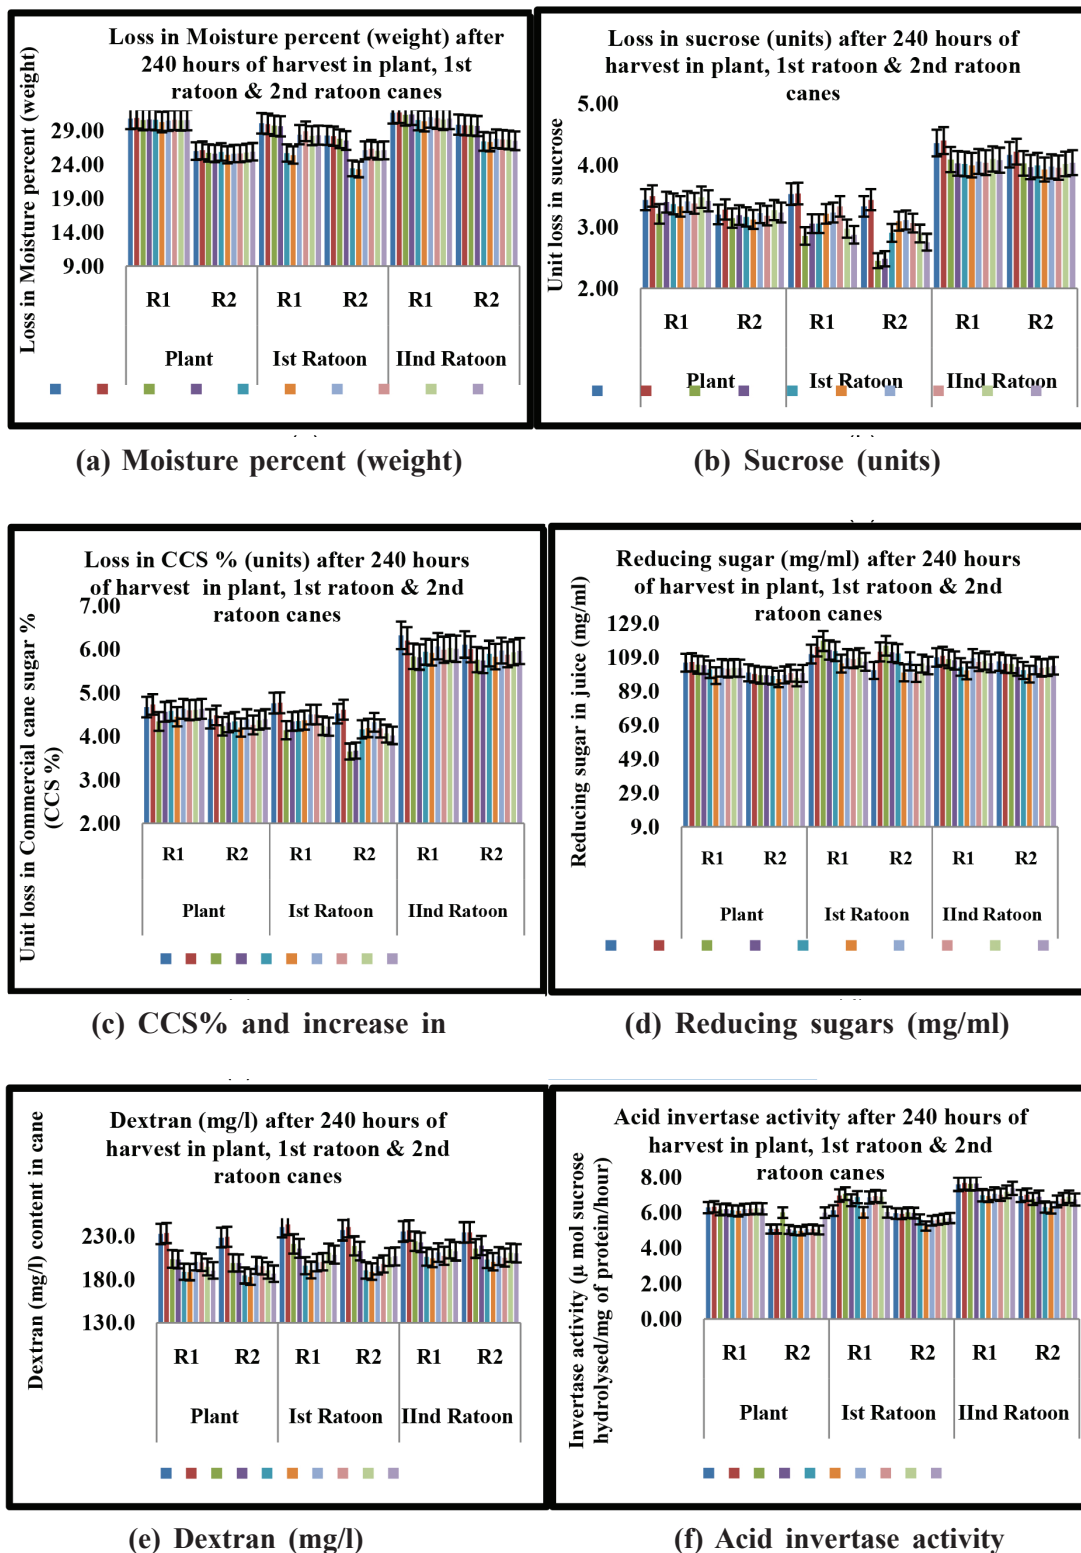 Loss in Moisture percent (weight) after
240 hours of harvest in plant, 1st
ratoon & 2nd ratoon canes
Loss in Moisture percent (weight)
29.00
24.00
19.00
14.00
9.00
R1 R2 R1 R2 R1 R2
Plant Ist Ratoon IInd Ratoon
(a) Moisture percent (weight)
Loss in sucrose (units) after 240 hours of
harvest in plant, 1st ratoon & 2nd ratoon
canes
Unit loss in sucrose
5.00
4.00
3.00
2.00
R1 R2 R1 R2 R1 R2
Plant Ist Ratoon IInd Ratoon
(b) Sucrose (units)
Loss in CCS % (units) after 240 hours
of harvest in plant, 1st ratoon & 2nd
ratoon canes
Unit loss in Commercial cane sugar %
(CCS %)
7.00
6.00
5.00
4.00
3.00
2.00
R1 R2 R1 R2 R1 R2
Plant Ist Ratoon IInd Ratoon
(c) CCS% and increase in
Reducing sugar (mg/ml) after 240 hours
of harvest in plant, 1st ratoon & 2nd
ratoon canes
Reducing sugar in juice (mg/ml)
129.0
109.0
89.0
69.0
49.0
29.0
9.0
R1 R2 R1 R2 R1 R2
Plant Ist Ratoon IInd Ratoon
(d) Reducing sugars (mg/ml)
Dextran (mg/l) after 240 hours of
harvest in plant, 1st ratoon & 2nd
ratoon canes
Dextran (mg/l) content in cane
230.0
180.0
130.0
R1 R2 R1 R2 R1 R2
Plant Ist Ratoon IInd Ratoon
(e) Dextran (mg/l)
Acid invertase activity after 240 hours of
harvest in plant, 1st ratoon & 2nd
ratoon canes
Invertase activity (µ mol sucrose
hydrolysed/mg of protein/hour)
8.00
6.00
4.00
2.00
0.00
R1 R2 R1 R2 R1 R2
Plant Ist Ratoon IInd Ratoon
(f) Acid invertase activity